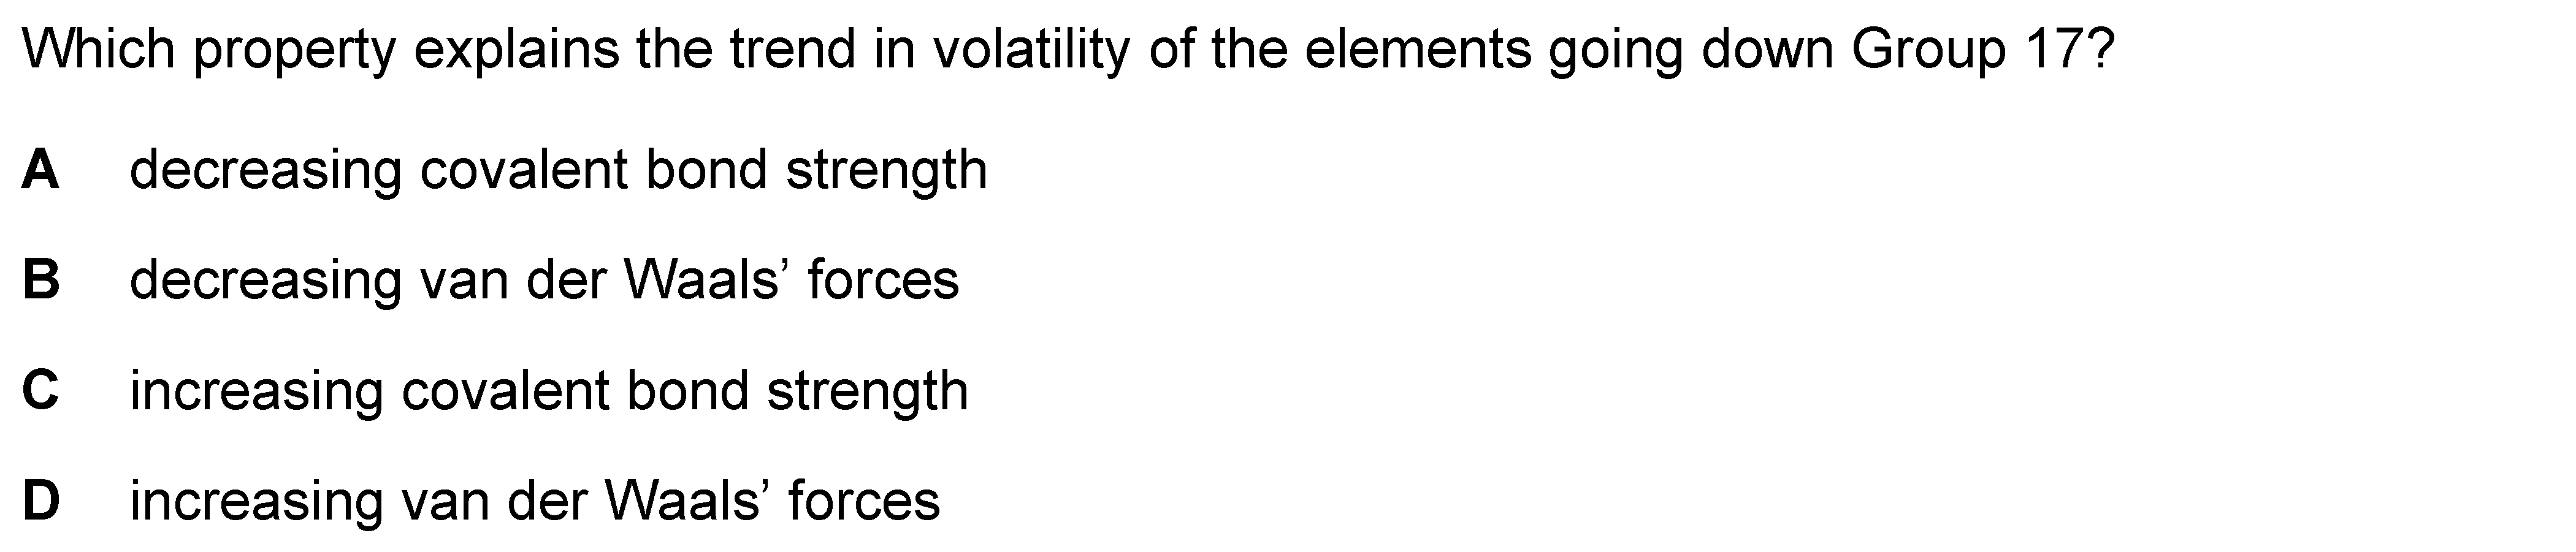 Which property explains the trend in volatility of the elements going down Group 17?
A decreasing covalent bond strength
B decreasing van der Waals’ forces
C increasing covalent bond strength
D increasing van der Waals’ forces